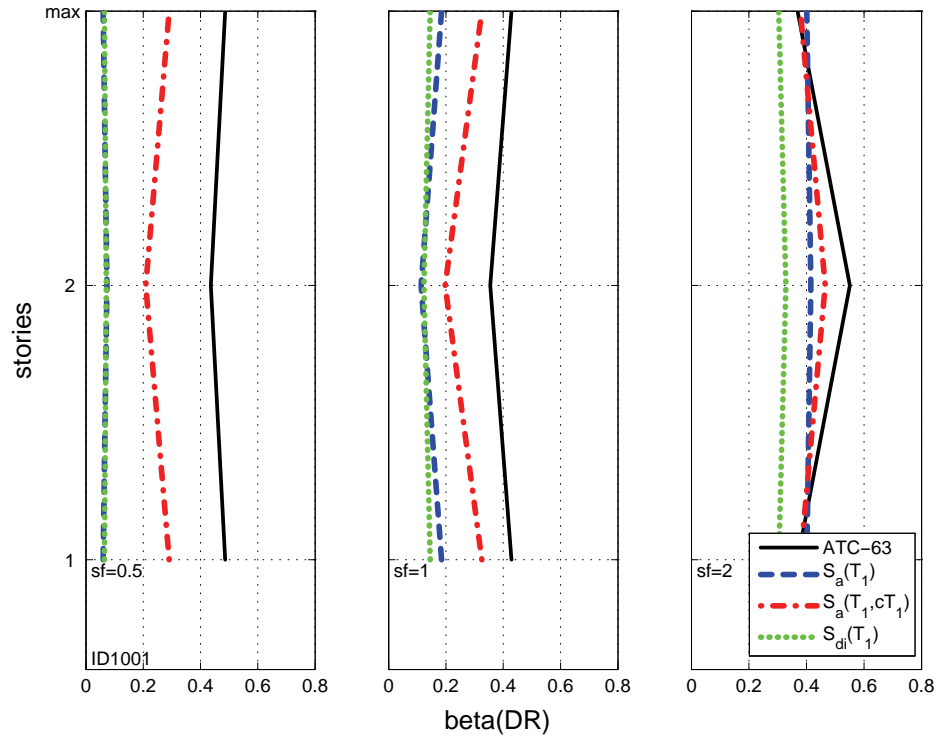 max
2
1
stories
sf=0.5
ID1001
0 0.2 0.4 0.6 0.8
sf=1
0 0.2 0.4 0.6 0.8
beta(DR)
sf=2
ATC−63
S_a(T_1)
S_a(T_1,cT_1)
S_di(T_1)
0 0.2 0.4 0.6 0.8